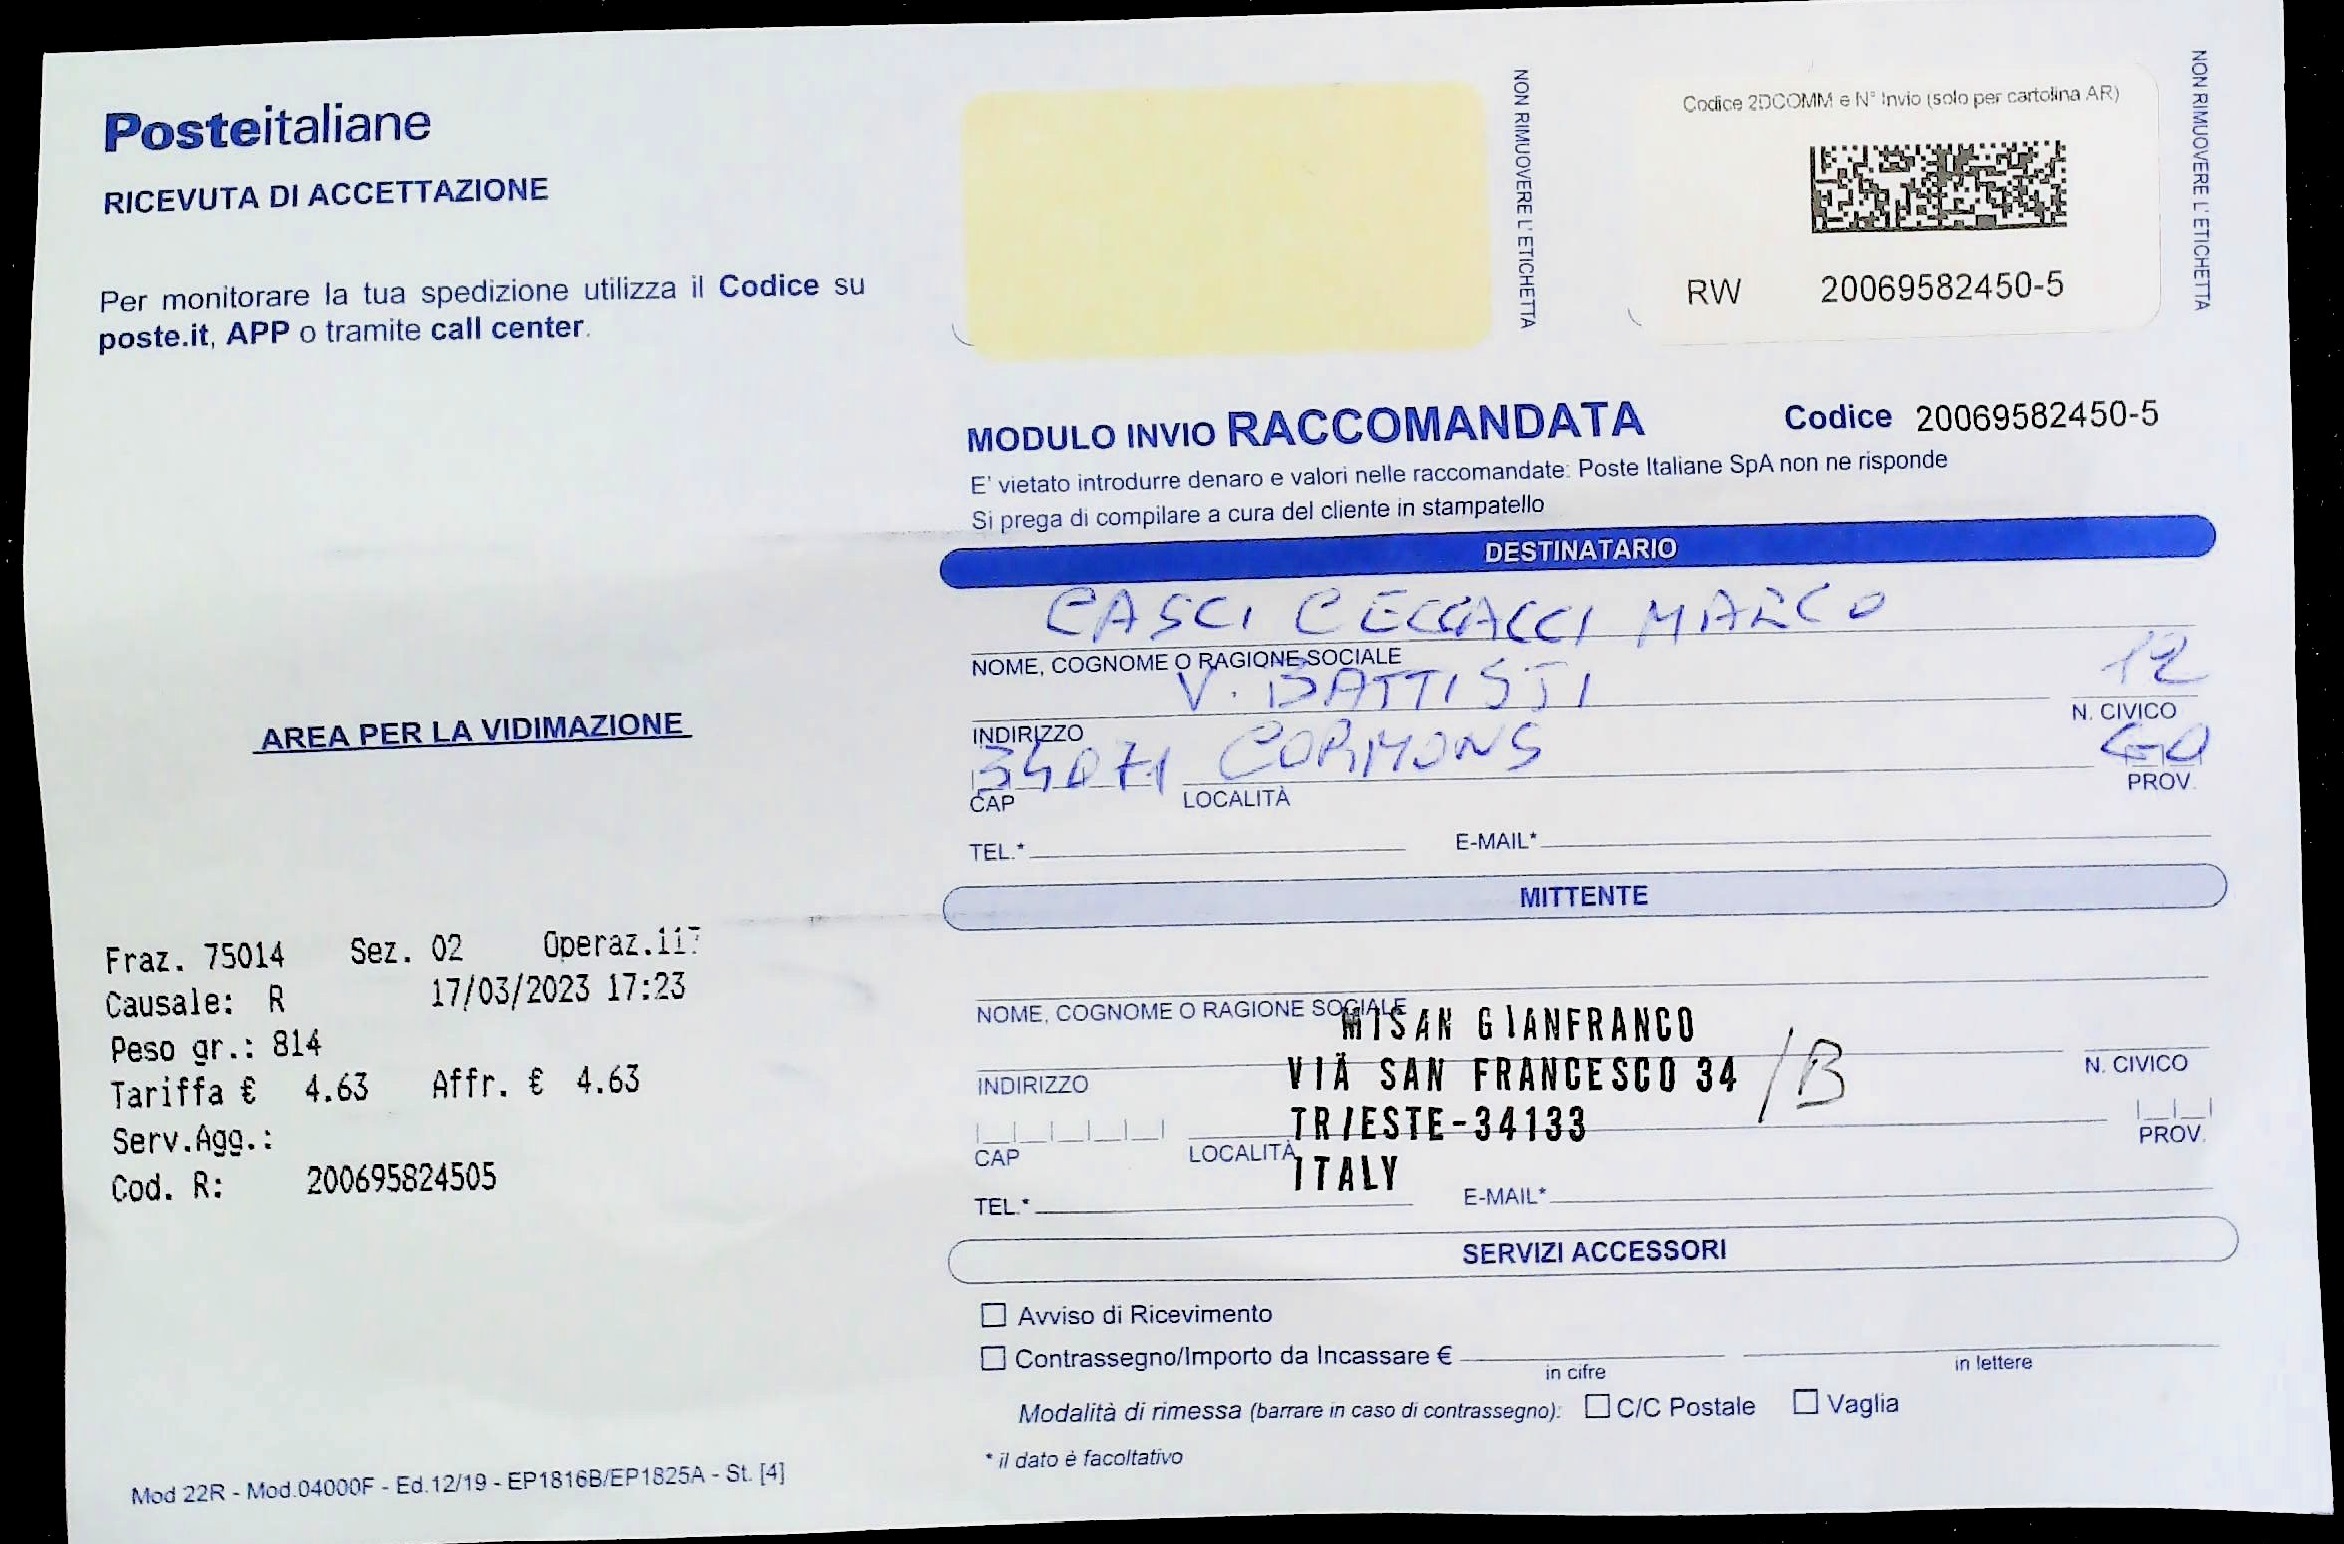 Posteitaliane
RICEVUTA DI ACCETTAZIONE
Per monitorare la tua spedizione utilizza il Codice su
poste.it, APP o tramite call center.
AREA PER LA VIDIMAZIONE
Fraz. 75014 Sez. 02 Operaz.117
Causale: R 17/03/2023 17:23
Peso gr.: 814
Tariffa € 4.63 Affr. € 4.63
Serv.Agg.:
Cod. R: 200695824505
Mod 22R - Mod.04000F - Ed.12/19 - EP1816B/EP1825A - St. [4]
NON RIMUOVERE L'ETICHETTA
Codice 2DCOMM e N° Invio (solo per cartolina AR)
RW 20069582450-5
NON RIMUOVERE L'ETICHETTA
MODULO INVIO RACCOMANDATA Codice 20069582450-5
E' vietato introdurre denaro e valori nelle raccomandate: Poste Italiane SpA non ne risponde
Si prega di compilare a cura del cliente in stampatello
DESTINATARIO
CASCI CECCACCI MARCO
NOME, COGNOME O RAGIONE SOCIALE
V. BATTISTI 12
INDIRIZZO N. CIVICO
34071 CORMONS GO
CAP LOCALITÀ PROV.
TEL.* E-MAIL*
MITTENTE
NOME, COGNOME O RAGIONE SOCIALE
MISAN GIANFRANCO
VIA SAN FRANCESCO 34 /B
INDIRIZZO N. CIVICO
TRIESTE-34133
CAP LOCALITÀ PROV.
ITALY
TEL.* E-MAIL*
SERVIZI ACCESSORI
Avviso di Ricevimento
Contrassegno/Importo da Incassare €
in cifre in lettere
Modalità di rimessa (barrare in caso di contrassegno): C/C Postale Vaglia
* il dato è facoltativo